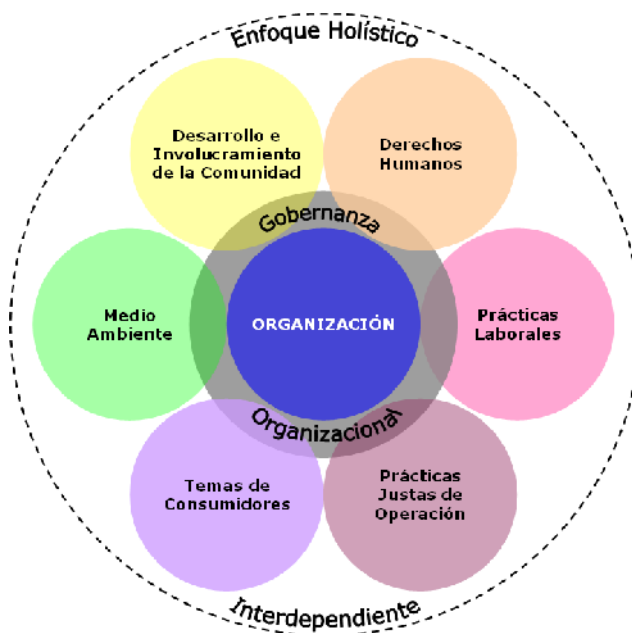 Enfoque Holístico
Desarrollo e
Involucramiento
de la Comunidad
Derechos
Humanos
Gobernanza
Medio
Ambiente
ORGANIZACIÓN
Prácticas
Laborales
Organizacional
Temas de
Consumidores
Prácticas
Justas de
Operación
Interdependiente